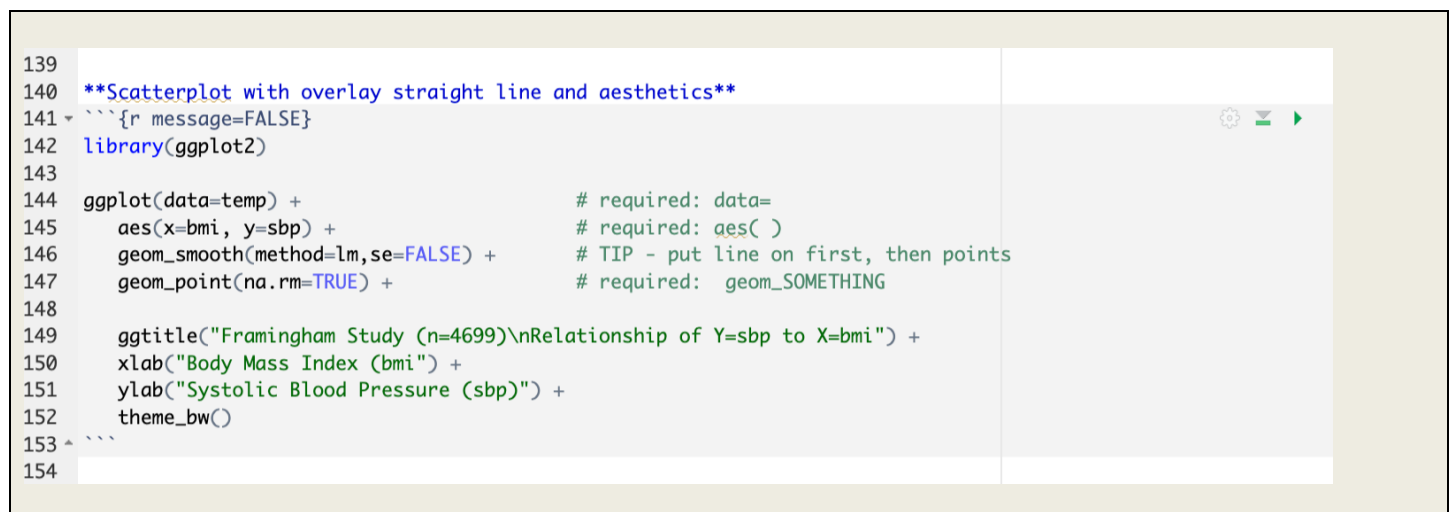 139
140 **Scatterplot with overlay straight line and aesthetics**
141 ```{r message=FALSE}
142 library(ggplot2)
143
144 ggplot(data=temp) + # required: data=
145 aes(x=bmi, y=sbp) + # required: aes( )
146 geom_smooth(method=lm,se=FALSE) + # TIP - put line on first, then points
147 geom_point(na.rm=TRUE) + # required:  geom_SOMETHING
148
149 ggtitle("Framingham Study (n=4699)\nRelationship of Y=sbp to X=bmi") +
150 xlab("Body Mass Index (bmi") +
151 ylab("Systolic Blood Pressure (sbp)") +
152 theme_bw()
153 ```
154